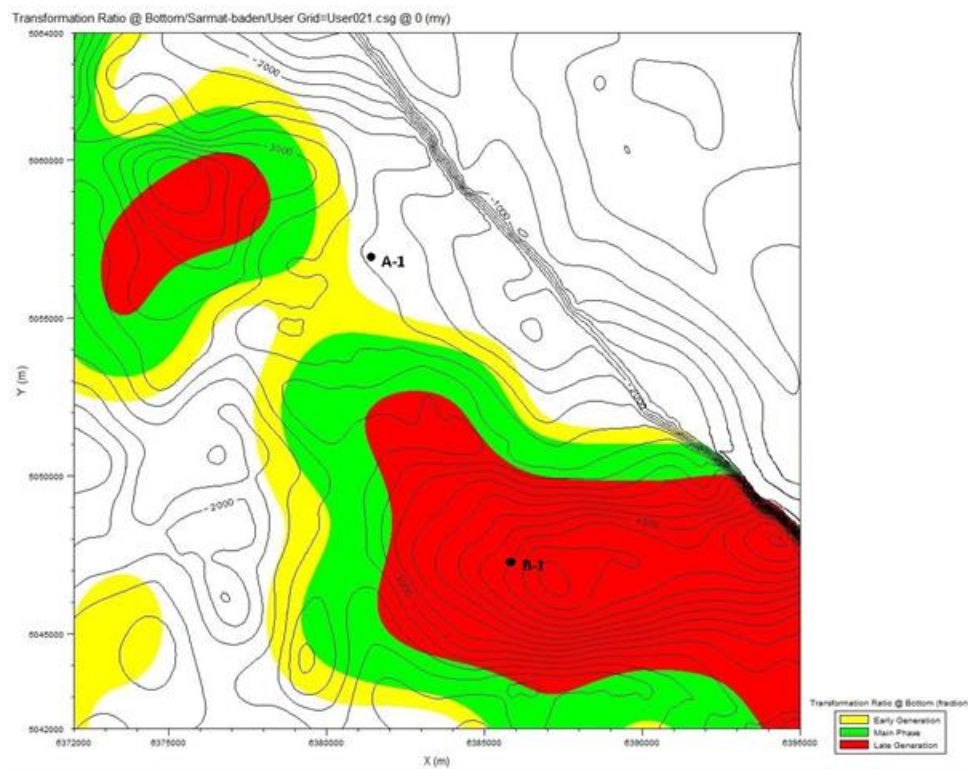 Transformation Ratio @ Bottom/Sarmat-baden/User Grid=User021.csg @ 0 (my)
5064000
5060000
5055000
5050000
5045000
5042000
Y (m)
-2000
-3000
-1000
A-1
-2000
-2000
B-1
6372000
6375000
6380000
6385000
6390000
6395000
X (m)
Transformation Ratio @ Bottom (fraction
Early Generation
Main Phase
Late Generation